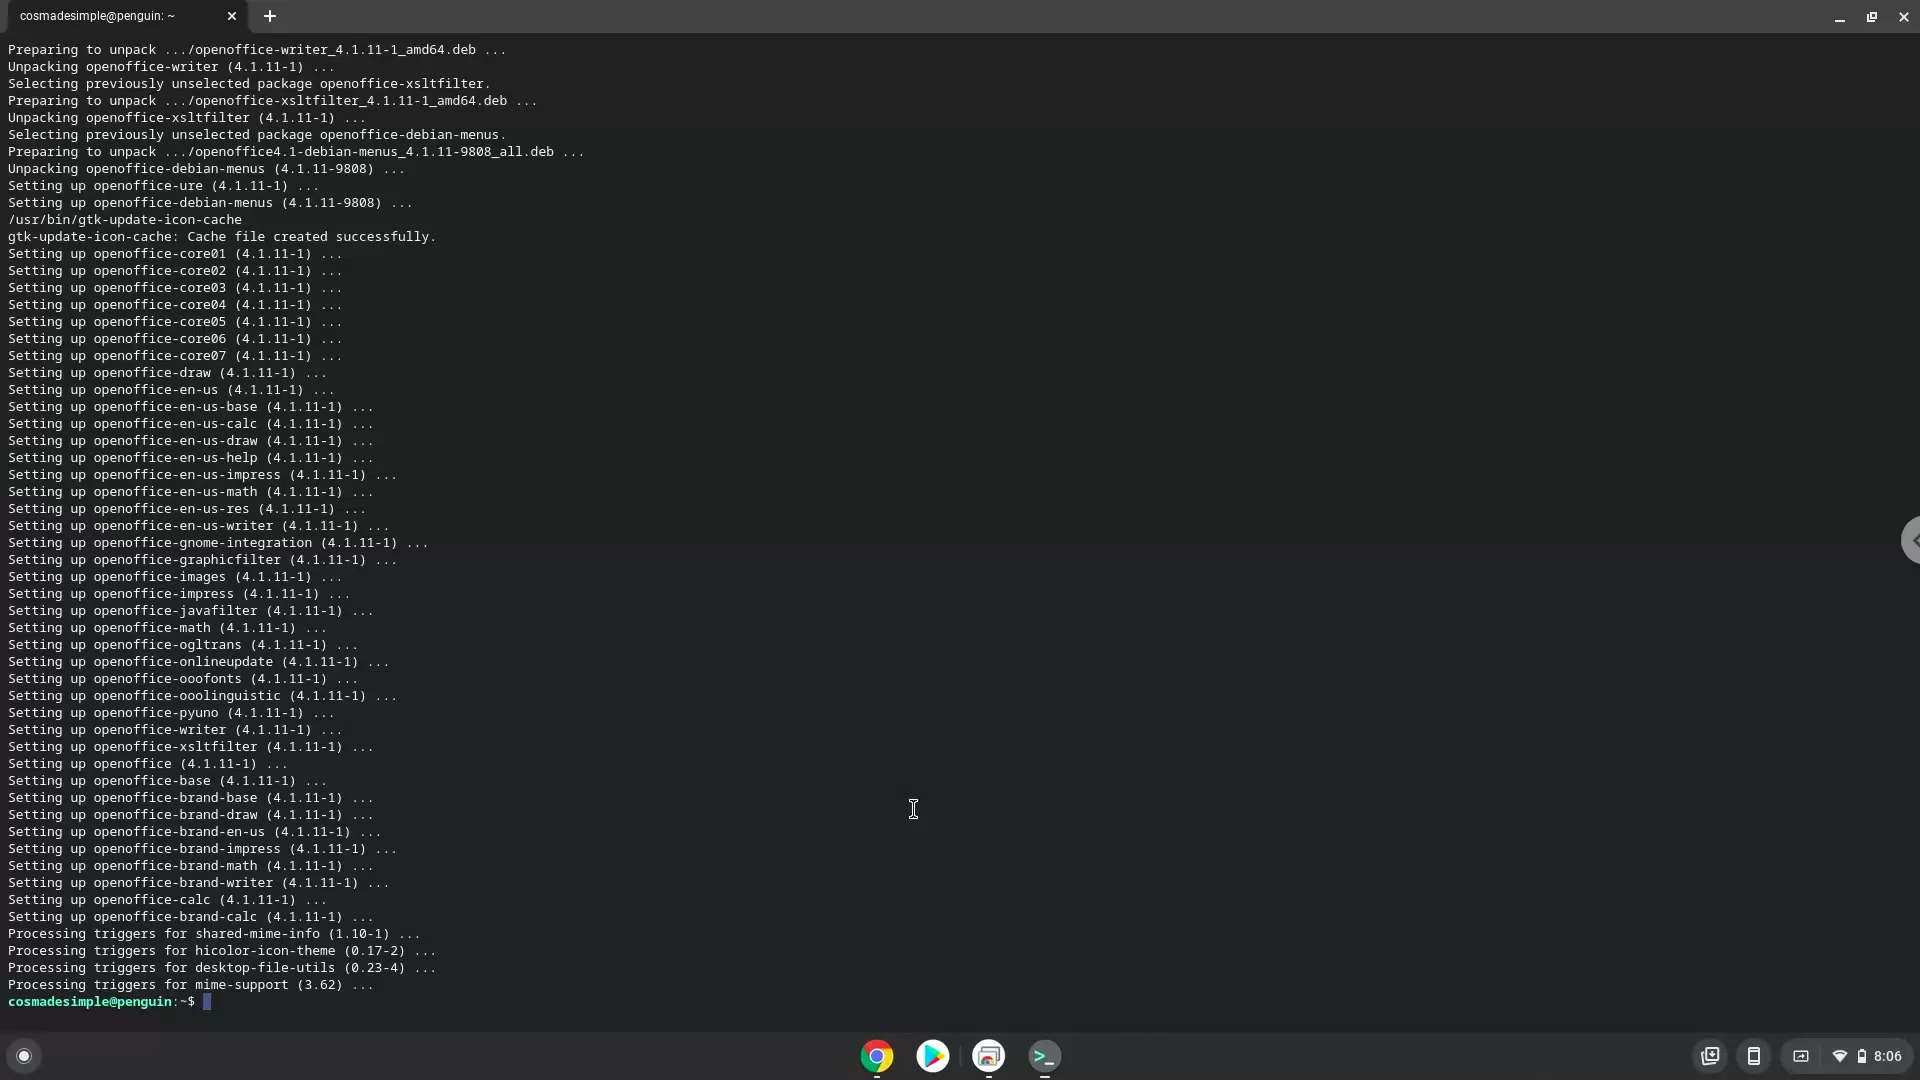 cosmadesimple@penguin: ~
Preparing to unpack .../openoffice-writer_4.1.11-1_amd64.deb ...
Unpacking openoffice-writer (4.1.11-1) ...
Selecting previously unselected package openoffice-xsltfilter.
Preparing to unpack .../openoffice-xsltfilter_4.1.11-1_amd64.deb ...
Unpacking openoffice-xsltfilter (4.1.11-1) ...
Selecting previously unselected package openoffice-debian-menus.
Preparing to unpack .../openoffice4.1-debian-menus_4.1.11-9808_all.deb ...
Unpacking openoffice-debian-menus (4.1.11-9808) ...
Setting up openoffice-ure (4.1.11-1) ...
Setting up openoffice-debian-menus (4.1.11-9808) ...
/usr/bin/gtk-update-icon-cache
gtk-update-icon-cache: Cache file created successfully.
Setting up openoffice-core01 (4.1.11-1) ...
Setting up openoffice-core02 (4.1.11-1) ...
Setting up openoffice-core03 (4.1.11-1) ...
Setting up openoffice-core04 (4.1.11-1) ...
Setting up openoffice-core05 (4.1.11-1) ...
Setting up openoffice-core06 (4.1.11-1) ...
Setting up openoffice-core07 (4.1.11-1) ...
Setting up openoffice-draw (4.1.11-1) ...
Setting up openoffice-en-us (4.1.11-1) ...
Setting up openoffice-en-us-base (4.1.11-1) ...
Setting up openoffice-en-us-calc (4.1.11-1) ...
Setting up openoffice-en-us-draw (4.1.11-1) ...
Setting up openoffice-en-us-help (4.1.11-1) ...
Setting up openoffice-en-us-impress (4.1.11-1) ...
Setting up openoffice-en-us-math (4.1.11-1) ...
Setting up openoffice-en-us-res (4.1.11-1) ...
Setting up openoffice-en-us-writer (4.1.11-1) ...
Setting up openoffice-gnome-integration (4.1.11-1) ...
Setting up openoffice-graphicfilter (4.1.11-1) ...
Setting up openoffice-images (4.1.11-1) ...
Setting up openoffice-impress (4.1.11-1) ...
Setting up openoffice-javafilter (4.1.11-1) ...
Setting up openoffice-math (4.1.11-1) ...
Setting up openoffice-ogltrans (4.1.11-1) ...
Setting up openoffice-onlineupdate (4.1.11-1) ...
Setting up openoffice-ooofonts (4.1.11-1) ...
Setting up openoffice-ooolinguistic (4.1.11-1) ...
Setting up openoffice-pyuno (4.1.11-1) ...
Setting up openoffice-writer (4.1.11-1) ...
Setting up openoffice-xsltfilter (4.1.11-1) ...
Setting up openoffice (4.1.11-1) ...
Setting up openoffice-base (4.1.11-1) ...
Setting up openoffice-brand-base (4.1.11-1) ...
Setting up openoffice-brand-draw (4.1.11-1) ...
Setting up openoffice-brand-en-us (4.1.11-1) ...
Setting up openoffice-brand-impress (4.1.11-1) ...
Setting up openoffice-brand-math (4.1.11-1) ...
Setting up openoffice-brand-writer (4.1.11-1) ...
Setting up openoffice-calc (4.1.11-1) ...
Setting up openoffice-brand-calc (4.1.11-1) ...
Processing triggers for shared-mime-info (1.10-1) ...
Processing triggers for hicolor-icon-theme (0.17-2) ...
Processing triggers for desktop-file-utils (0.23-4) ...
Processing triggers for mime-support (3.62) ...
cosmadesimple@penguin:~$
8:06